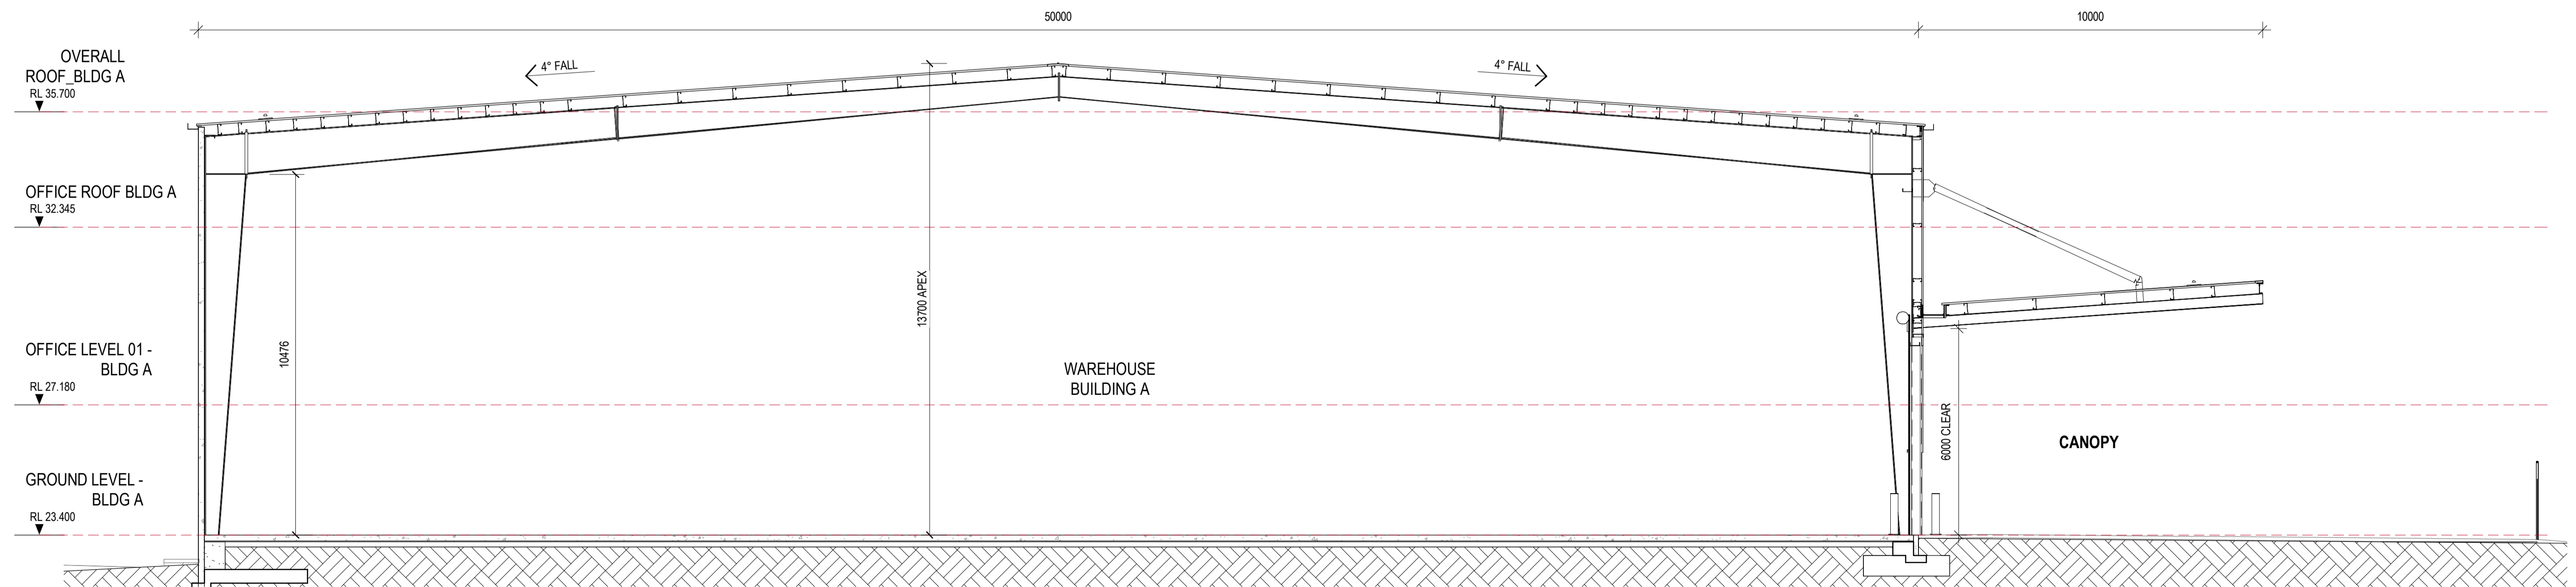 50000
10000
OVERALL
ROOF_BLDG A
RL 35.700
4° FALL
4° FALL
OFFICE ROOF BLDG A
RL 32.345
13700 APEX
10476
OFFICE LEVEL 01 -
BLDG A
RL 27.180
WAREHOUSE
BUILDING A
6000 CLEAR
CANOPY
GROUND LEVEL -
BLDG A
RL 23.400